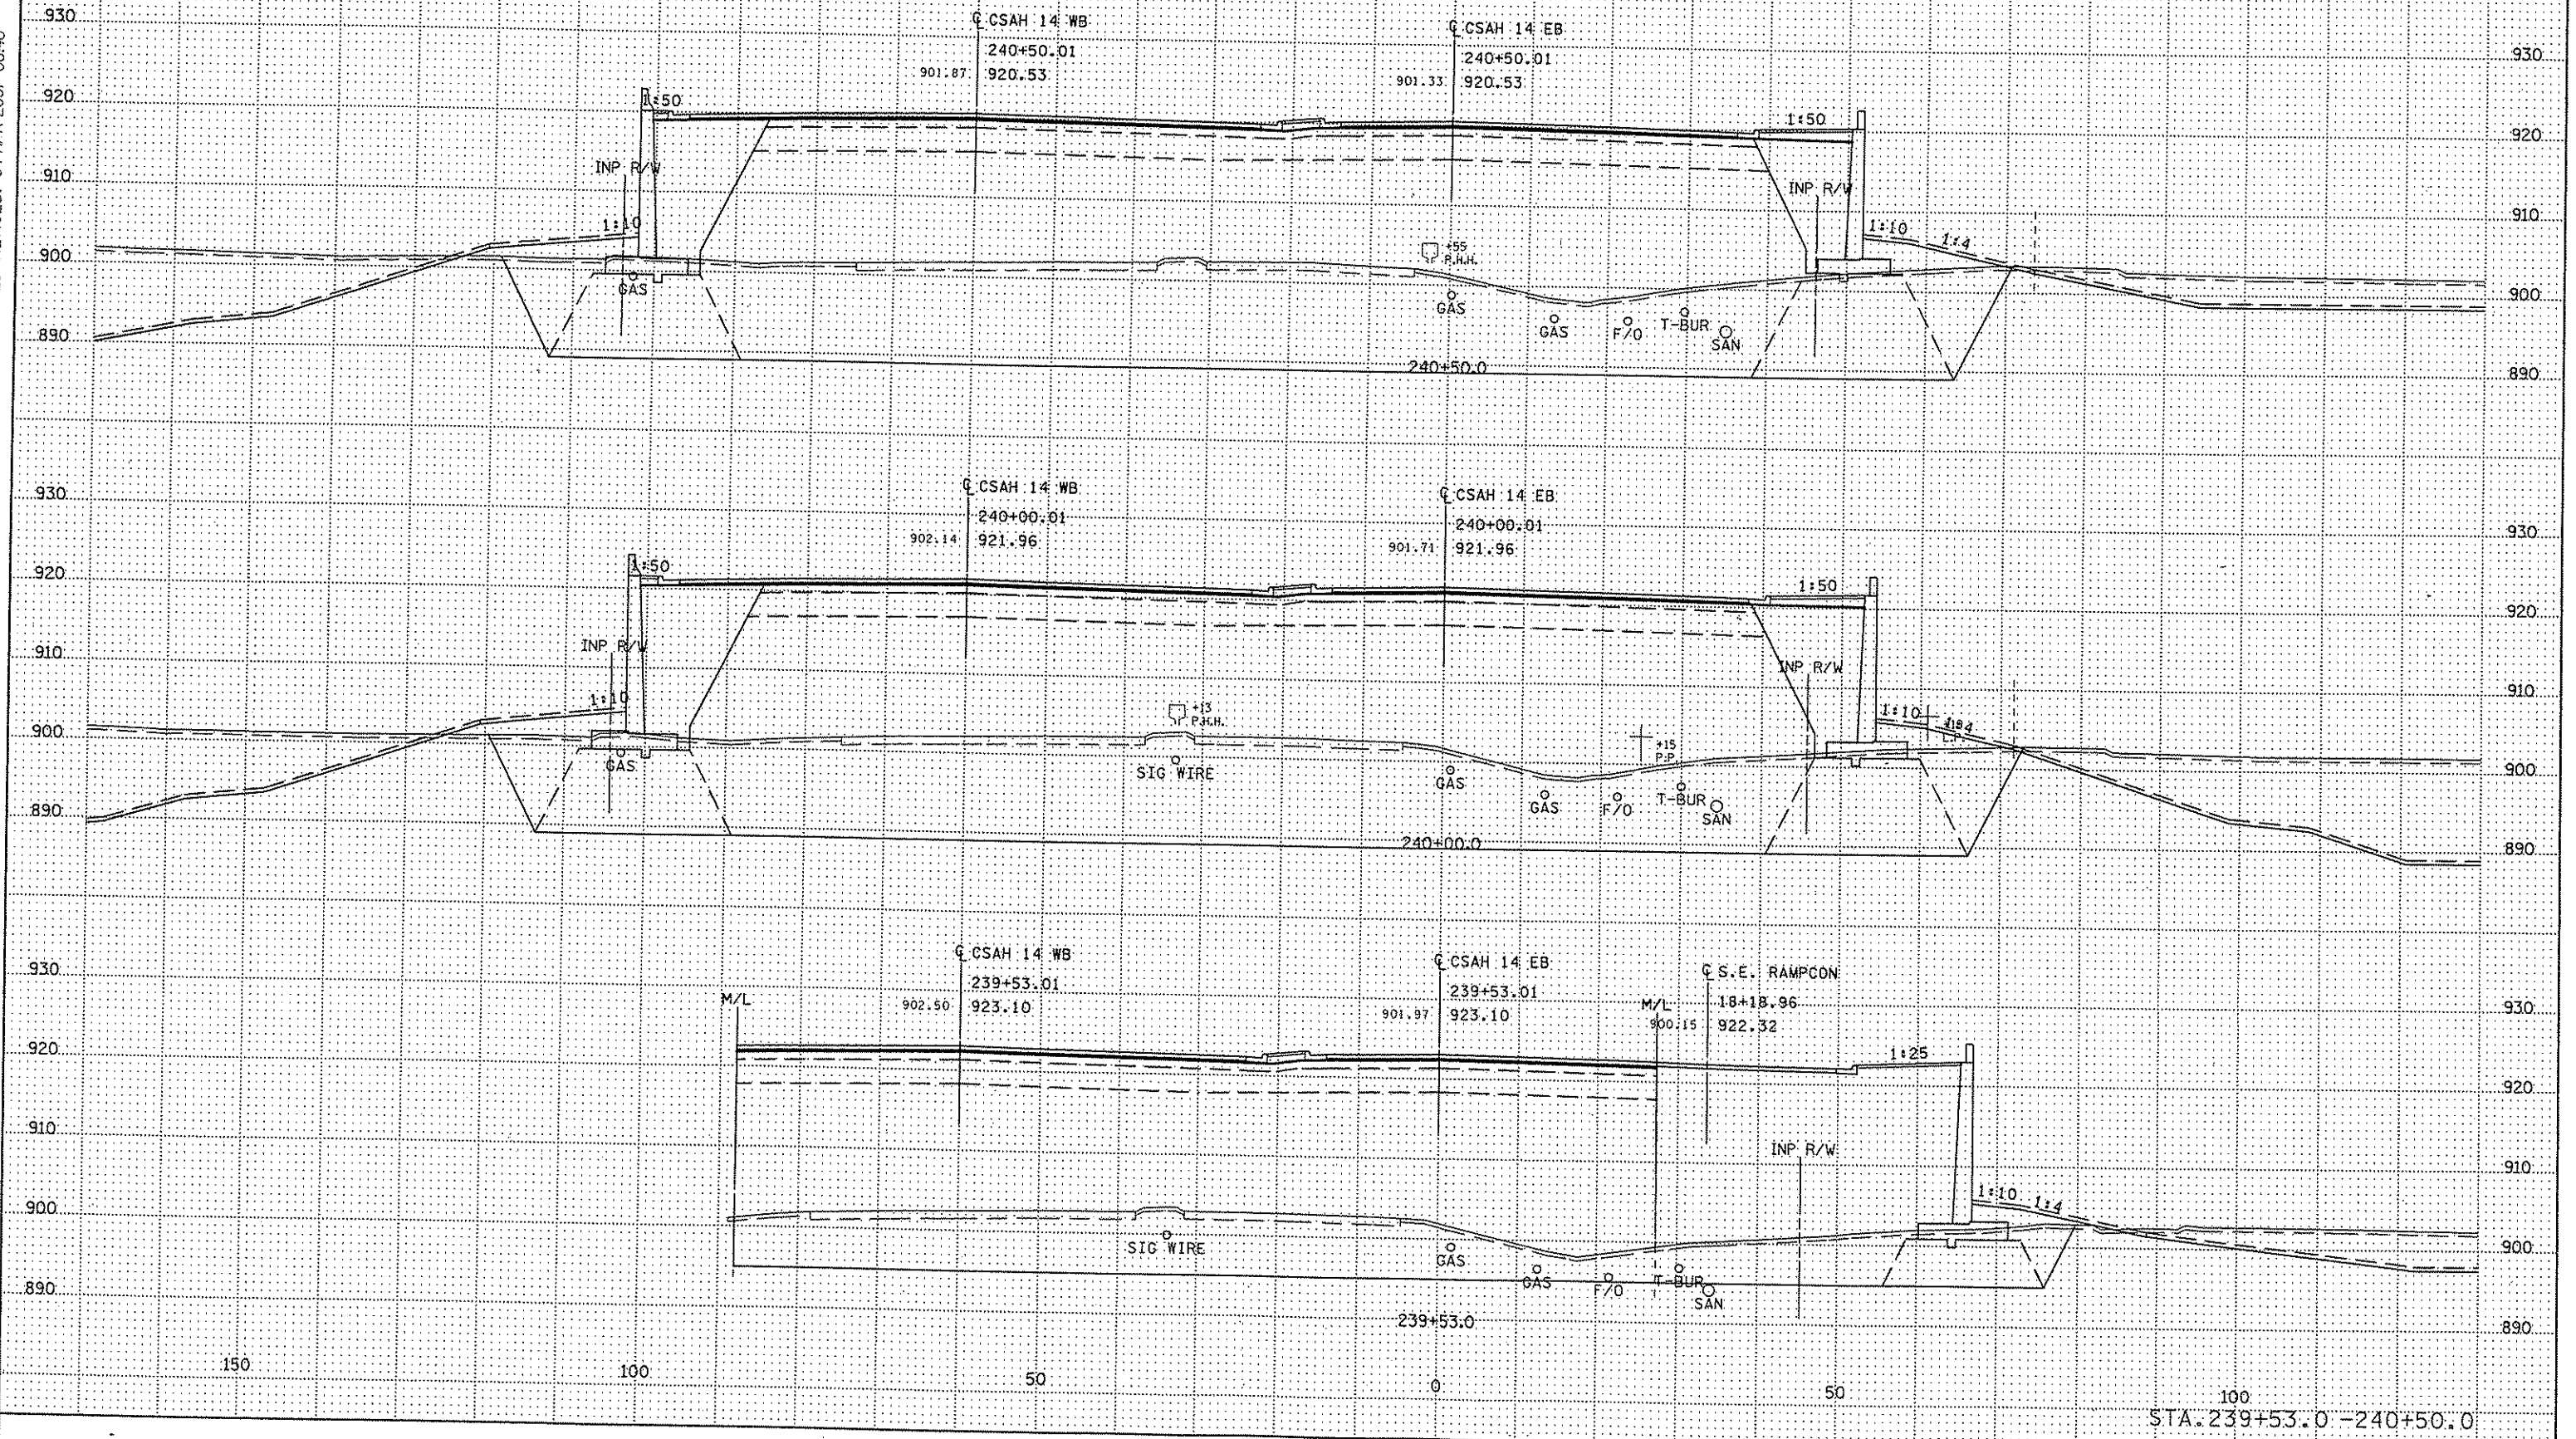 930
920
910
900
890
930
920
910
900
890
℄ CSAH 14 WB
240+50.01
901.87 920.53
℄ CSAH 14 EB
240+50.01
901.33 920.53
1:50
1:50
INP R/W
INP R/W
1:10
1:10
1:4
GAS
+55
P.H.H.
GAS
GAS
F/O
T-BUR
SAN
240+50.0
930
920
910
900
890
930
920
910
900
890
℄ CSAH 14 WB
240+00.01
902.14 921.96
℄ CSAH 14 EB
240+00.01
901.71 921.96
1:50
1:50
INP R/W
INP R/W
1:10
1:10
GAS
+13
P.H.H.
SIG WIRE
+15
P.P.
GAS
GAS
F/O
T-BUR
SAN
240+00.0
930
920
910
900
890
930
920
910
900
890
M/L
℄ CSAH 14 WB
239+53.01
902.50 923.10
℄ CSAH 14 EB
239+53.01
901.97 923.10
M/L
℄ S.E. RAMPCON
18+18.96
900.15 922.32
1:25
INP R/W
1:10
1:4
SIG WIRE
GAS
GAS
F/O
T-BUR
SAN
239+53.0
150
100
50
0
50
100
STA.239+53.0 -240+50.0